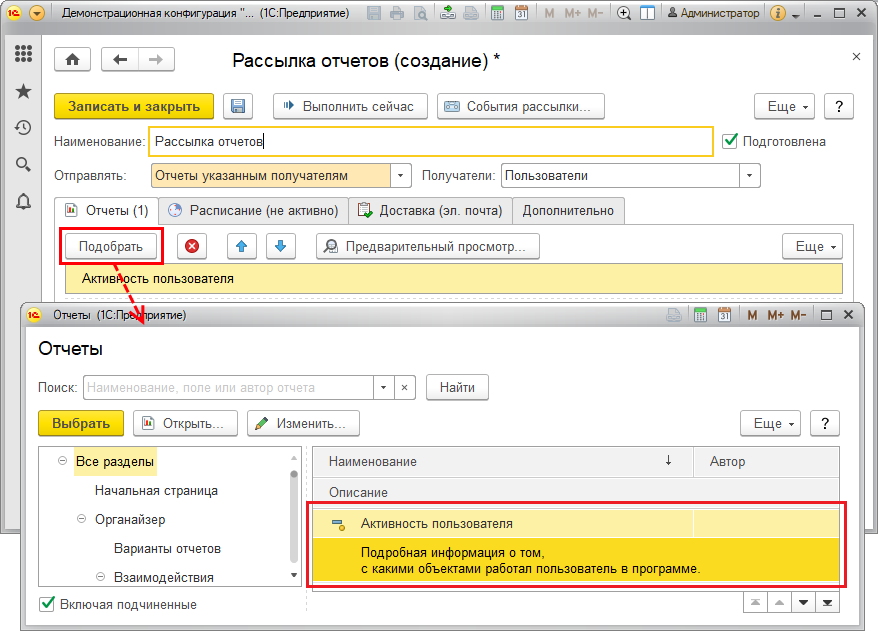 Демонстрационная конфигурация "... (1С:Предприятие)
31
M M+ M-
Администратор
Рассылка отчетов (создание) *
Записать и закрыть
Выполнить сейчас
События рассылки...
Еще
?
Наименование: Рассылка отчетов
Подготовлена
Отправлять: Отчеты указанным получателям
Получатели: Пользователи
Отчеты (1)
Расписание (не активно)
Доставка (эл. почта)
Дополнительно
Подобрать
Предварительный просмотр...
Еще
Активность пользователя
Отчеты (1С:Предприятие)
31
M M+ M-
Отчеты
Поиск: Наименование, поле или автор отчета
Найти
Выбрать
Открыть...
Изменить...
Еще
?
Все разделы
Начальная страница
Органайзер
Варианты отчетов
Взаимодействия
Наименование
Автор
Описание
Активность пользователя
Подробная информация о том,
с какими объектами работал пользователь в программе.
Включая подчиненные